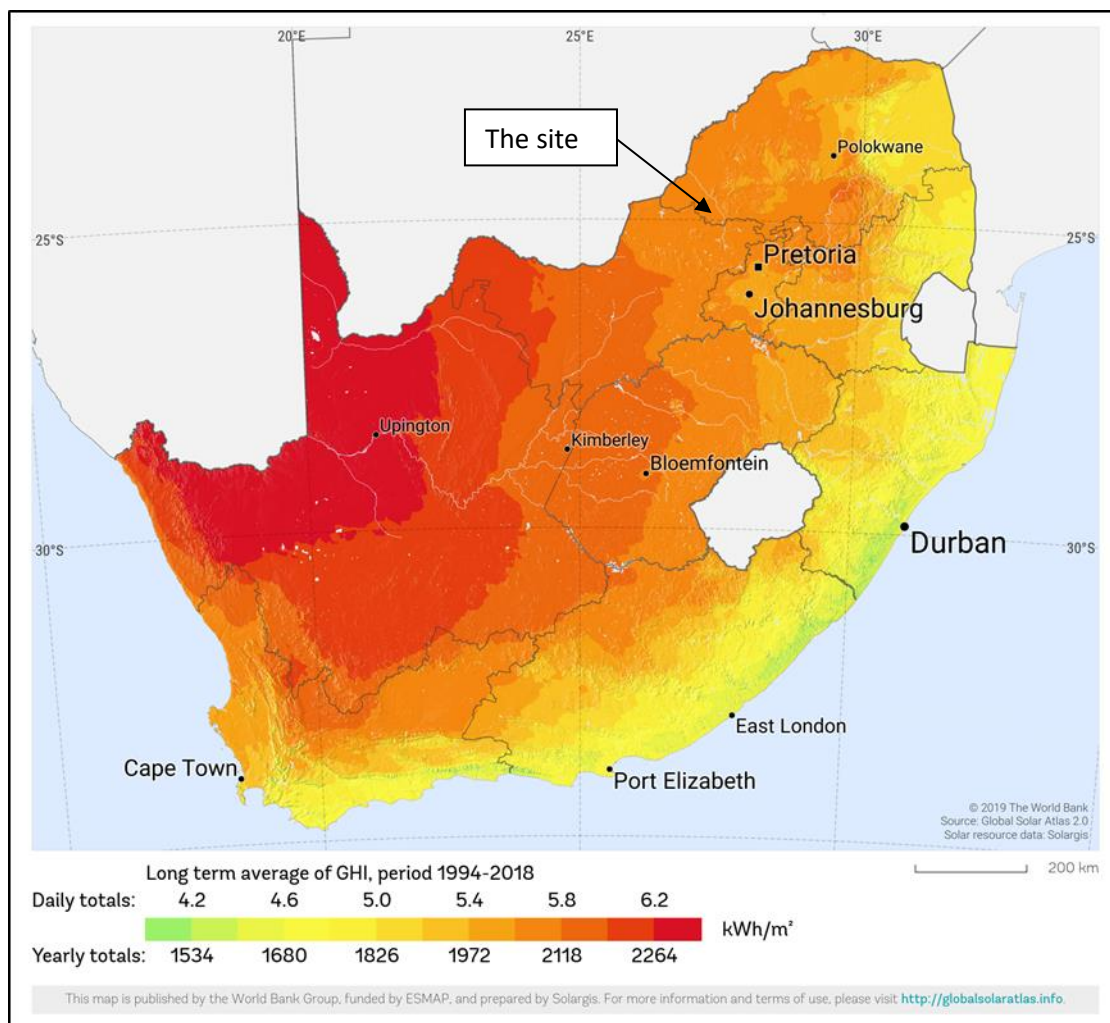 20°E 25°E 30°E
The site
Polokwane
25°S 25°S
Pretoria
Johannesburg
Upington
Kimberley
Bloemfontein
30°S 30°S
Durban
East London
Cape Town
Port Elizabeth
© 2019 The World Bank
Source: Global Solar Atlas 2.0
Solar resource data: Solargis
200 km
Long term average of GHI, period 1994-2018
Daily totals: 4.2 4.6 5.0 5.4 5.8 6.2
kWh/m²
Yearly totals: 1534 1680 1826 1972 2118 2264
This map is published by the World Bank Group, funded by ESMAP, and prepared by Solargis. For more information and terms of use, please visit http://globalsolaratlas.info.